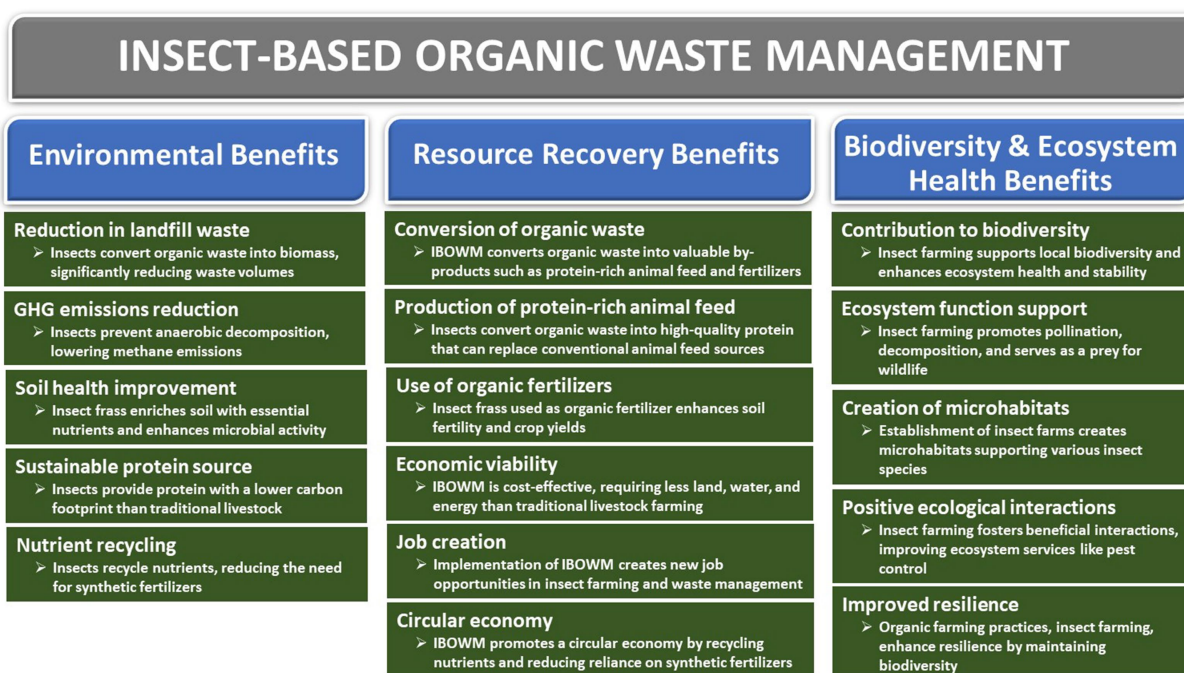 INSECT-BASED ORGANIC WASTE MANAGEMENT
Environmental Benefits
Reduction in landfill waste
➢ Insects convert organic waste into biomass,
significantly reducing waste volumes
GHG emissions reduction
➢ Insects prevent anaerobic decomposition,
lowering methane emissions
Soil health improvement
➢ Insect frass enriches soil with essential
nutrients and enhances microbial activity
Sustainable protein source
➢ Insects provide protein with a lower carbon
footprint than traditional livestock
Nutrient recycling
➢ Insects recycle nutrients, reducing the need
for synthetic fertilizers
Resource Recovery Benefits
Conversion of organic waste
➢ IBOWM converts organic waste into valuable by-
products such as protein-rich animal feed and fertilizers
Production of protein-rich animal feed
➢ Insects convert organic waste into high-quality protein
that can replace conventional animal feed sources
Use of organic fertilizers
➢ Insect frass used as organic fertilizer enhances soil
fertility and crop yields
Economic viability
➢ IBOWM is cost-effective, requiring less land, water, and
energy than traditional livestock farming
Job creation
➢ Implementation of IBOWM creates new job
opportunities in insect farming and waste management
Circular economy
➢ IBOWM promotes a circular economy by recycling
nutrients and reducing reliance on synthetic fertilizers
Biodiversity & Ecosystem
Health Benefits
Contribution to biodiversity
➢ Insect farming supports local biodiversity and
enhances ecosystem health and stability
Ecosystem function support
➢ Insect farming promotes pollination,
decomposition, and serves as a prey for
wildlife
Creation of microhabitats
➢ Establishment of insect farms creates
microhabitats supporting various insect
species
Positive ecological interactions
➢ Insect farming fosters beneficial interactions,
improving ecosystem services like pest
control
Improved resilience
➢ Organic farming practices, insect farming,
enhance resilience by maintaining
biodiversity